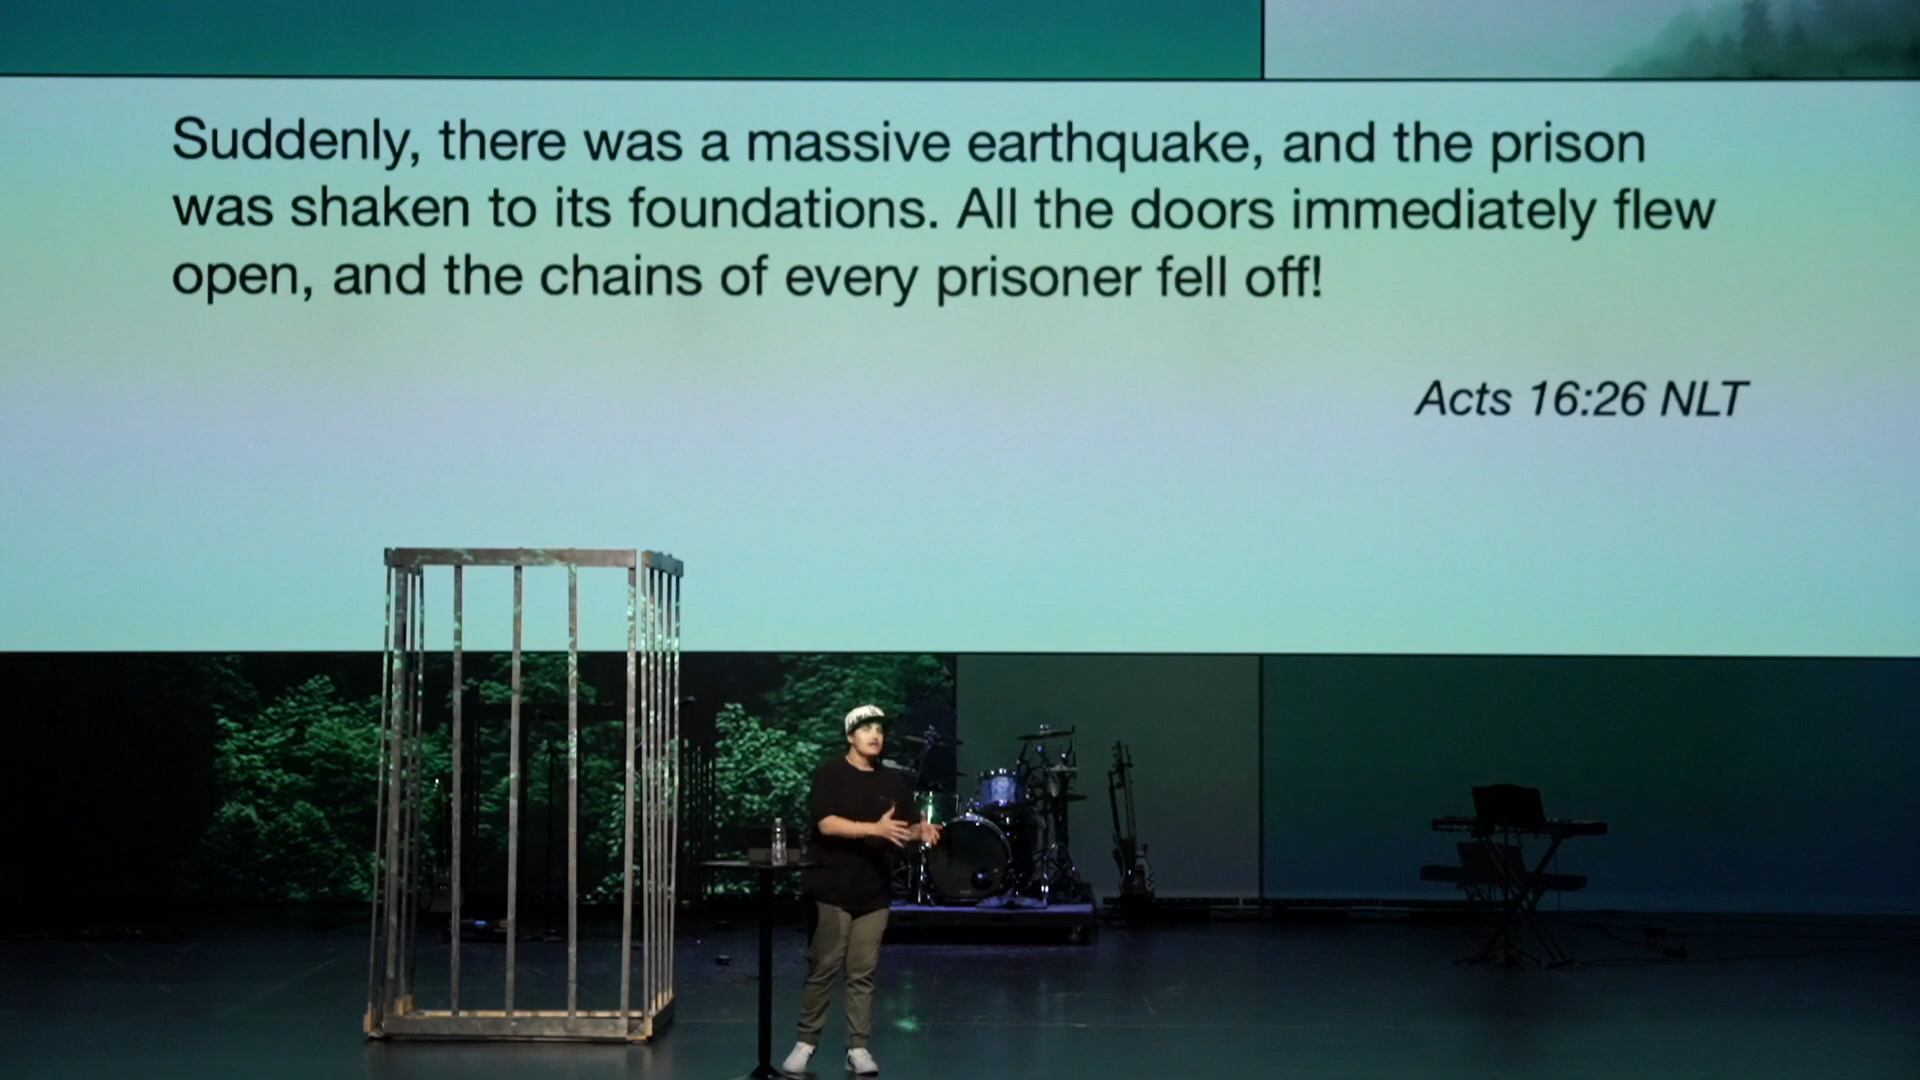 Suddenly, there was a massive earthquake, and the prison
was shaken to its foundations. All the doors immediately flew
open, and the chains of every prisoner fell off!
Acts 16:26 NLT